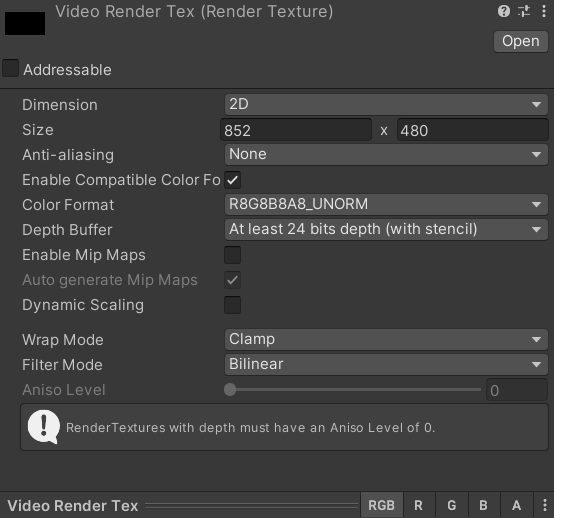 Video Render Tex (Render Texture)
Open
Addressable
Dimension 2D
Size 852 x 480
Anti-aliasing None
Enable Compatible Color Fo
Color Format R8G8B8A8_UNORM
Depth Buffer At least 24 bits depth (with stencil)
Enable Mip Maps
Auto generate Mip Maps
Dynamic Scaling
Wrap Mode Clamp
Filter Mode Bilinear
Aniso Level 0
RenderTextures with depth must have an Aniso Level of 0.
Video Render Tex RGB R G B A